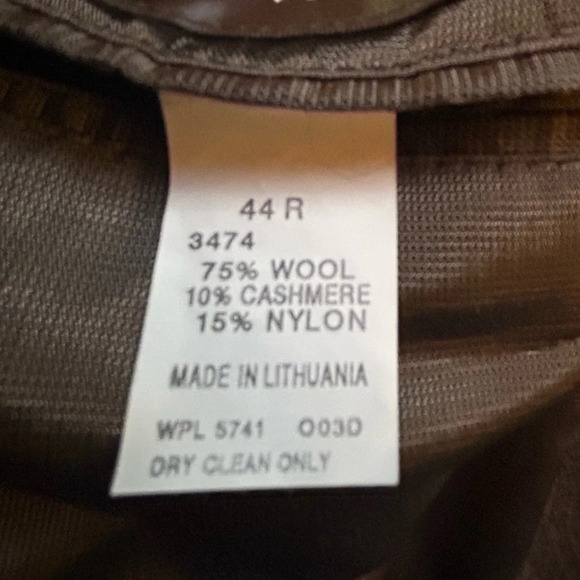 44 R
3474
75% WOOL
10% CASHMERE
15% NYLON
MADE IN LITHUANIA
WPL 5741 O03D
DRY CLEAN ONLY